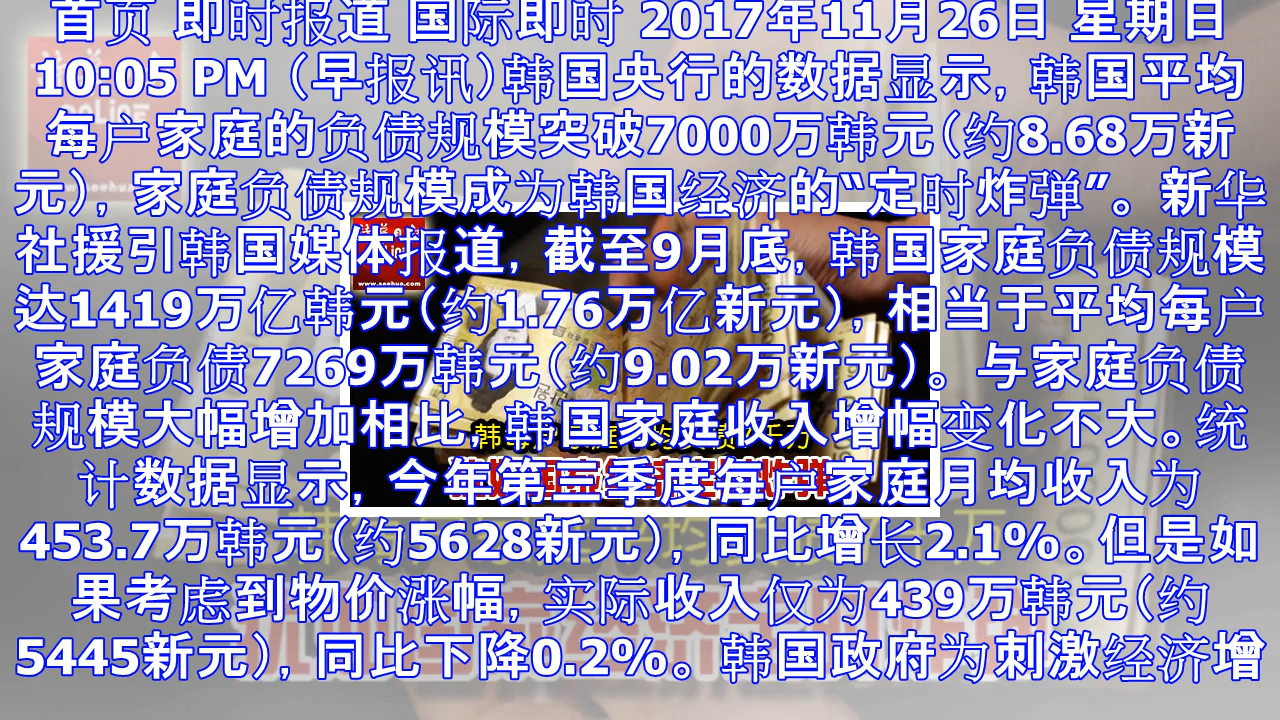 首页 即时报道 国际即时 2017年11月26日 星期日
10:05 PM (早报讯)韩国央行的数据显示, 韩国平均
每户家庭的负债规模突破7000万韩元(约8.68万新
元), 家庭负债规模成为韩国经济的“定时炸弹”。新华
社援引韩国媒体报道, 截至9月底, 韩国家庭负债规模
达1419万亿韩元(约1.76万亿新元), 相当于平均每户
家庭负债7269万韩元(约9.02万新元)。与家庭负债
规模大幅增加相比, 韩国家庭收入增幅变化不大。统
计数据显示, 今年第三季度每户家庭月均收入为
453.7万韩元(约5628新元), 同比增长2.1%。但是如
果考虑到物价涨幅, 实际收入仅为439万韩元(约
5445新元), 同比下降0.2%。韩国政府为刺激经济增
www.seehua.com